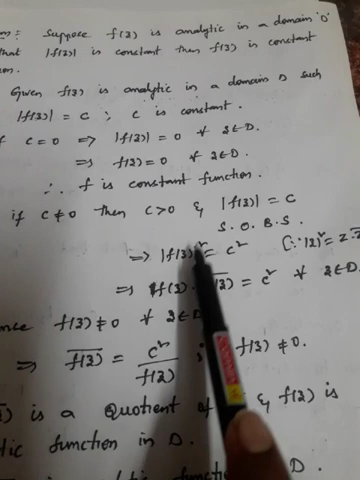 Suppose f(z) is analytic in a domain 'D'
that |f(z)| is constant then f(z) is constant
Given f(z) is analytic in a domain D such
|f(z)| = c ; c is constant.
c = 0 ⇒ |f(z)| = 0 ∀ z∈D.
⇒ f(z) = 0 ∀ z∈D.
∴ f is constant function.
if c ≠ 0 then c>0 & |f(z)| = c
S.O.B.S.
⇒ |f(z)|² = c² [∵ |z|² = z.
⇒ f(z). = c² ∀ z∈D.
f(z) ≠ 0 ∀ z∈D
⇒ \overline{f(z)} = c²/f(z) ; f(z) ≠ 0.
is a Quotient of & f(z) is
function in D.
D.